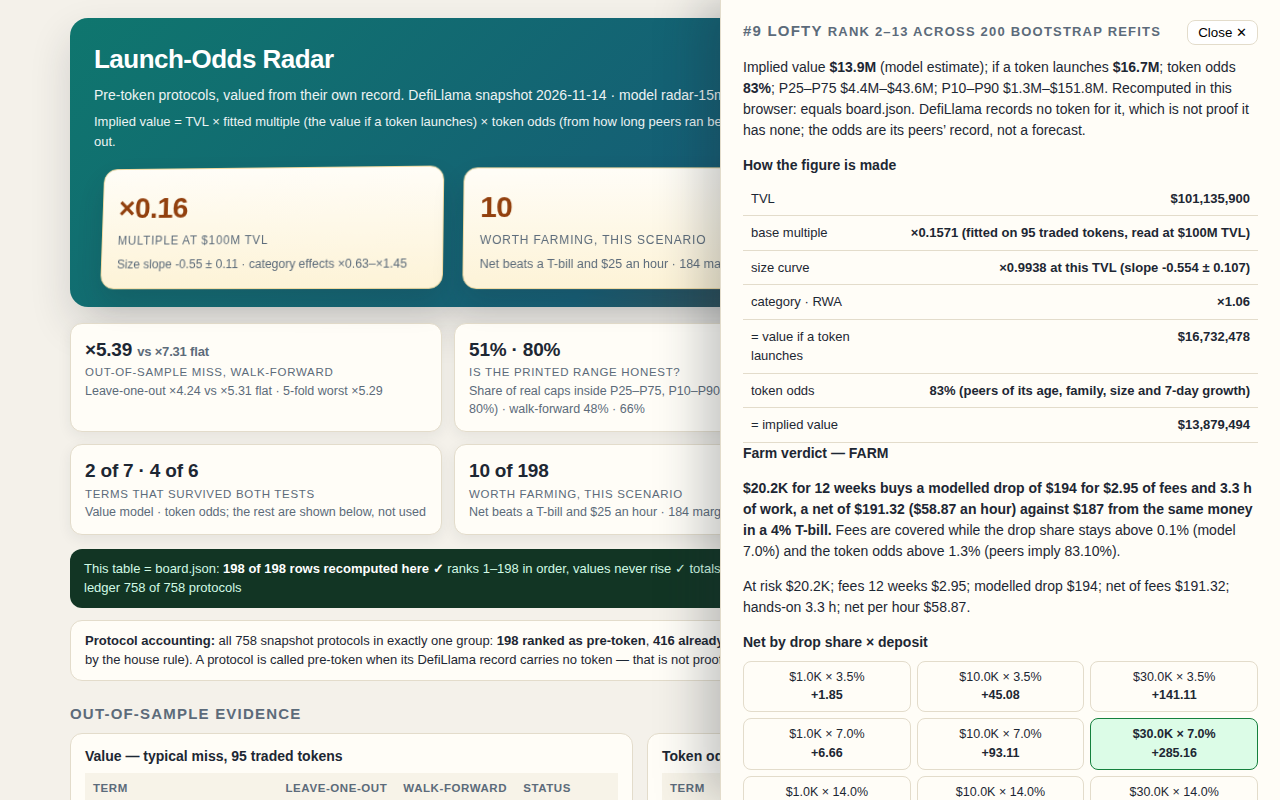 Launch-Odds Radar
Pre-token protocols, valued from their own record. DefiLlama snapshot 2026-11-14 · model radar-15m
Implied value = TVL × fitted multiple (the value if a token launches) × token odds (from how long peers ran
out.
×0.16
MULTIPLE AT $100M TVL
Size slope -0.55 ± 0.11 · category effects ×0.63–×1.45
10
WORTH FARMING, THIS SCENARIO
Net beats a T-bill and $25 an hour · 184
×5.39 vs ×7.31 flat
OUT-OF-SAMPLE MISS, WALK-FORWARD
Leave-one-out ×4.24 vs ×5.31 flat · 5-fold worst ×5.29
51% · 80%
IS THE PRINTED RANGE HONEST?
Share of real caps inside P25–P75, P10–P90
80%) · walk-forward 48% · 66%
2 of 7 · 4 of 6
TERMS THAT SURVIVED BOTH TESTS
Value model · token odds; the rest are shown below, not used
10 of 198
WORTH FARMING, THIS SCENARIO
Net beats a T-bill and $25 an hour · 184
This table = board.json: 198 of 198 rows recomputed here ✓ ranks 1–198 in order, values never rise ✓ totals
ledger 758 of 758 protocols
Protocol accounting: all 758 snapshot protocols in exactly one group: 198 ranked as pre-token, 416 already
by the house rule). A protocol is called pre-token when its DefiLlama record carries no token — that is not proof
OUT-OF-SAMPLE EVIDENCE
Value — typical miss, 95 traded tokens
TERM LEAVE-ONE-OUT WALK-FORWARD STATUS
Token
TERM
#9 LOFTY RANK 2–13 ACROSS 200 BOOTSTRAP REFITS
Close ✕
Implied value $13.9M (model estimate); if a token launches $16.7M; token odds
83%; P25–P75 $4.4M–$43.6M; P10–P90 $1.3M–$151.8M. Recomputed in this
browser: equals board.json. DefiLlama records no token for it, which is not proof it
has none; the odds are its peers’ record, not a forecast.
How the figure is made
TVL $101,135,900
base multiple ×0.1571 (fitted on 95 traded tokens, read at $100M TVL)
size curve ×0.9938 at this TVL (slope -0.554 ± 0.107)
category · RWA ×1.06
= value if a token
launches $16,732,478
token odds 83% (peers of its age, family, size and 7-day growth)
= implied value $13,879,494
Farm verdict — FARM
$20.2K for 12 weeks buys a modelled drop of $194 for $2.95 of fees and 3.3 h
of work, a net of $191.32 ($58.87 an hour) against $187 from the same money
in a 4% T-bill. Fees are covered while the drop share stays above 0.1% (model
7.0%) and the token odds above 1.3% (peers imply 83.10%).
At risk $20.2K; fees 12 weeks $2.95; modelled drop $194; net of fees $191.32;
hands-on 3.3 h; net per hour $58.87.
Net by drop share × deposit
$1.0K × 3.5% $10.0K × 3.5% $30.0K × 3.5%
+1.85 +45.08 +141.11
$1.0K × 7.0% $10.0K × 7.0% $30.0K × 7.0%
+6.66 +93.11 +285.16
$1.0K × 14.0% $10.0K × 14.0% $30.0K × 14.0%